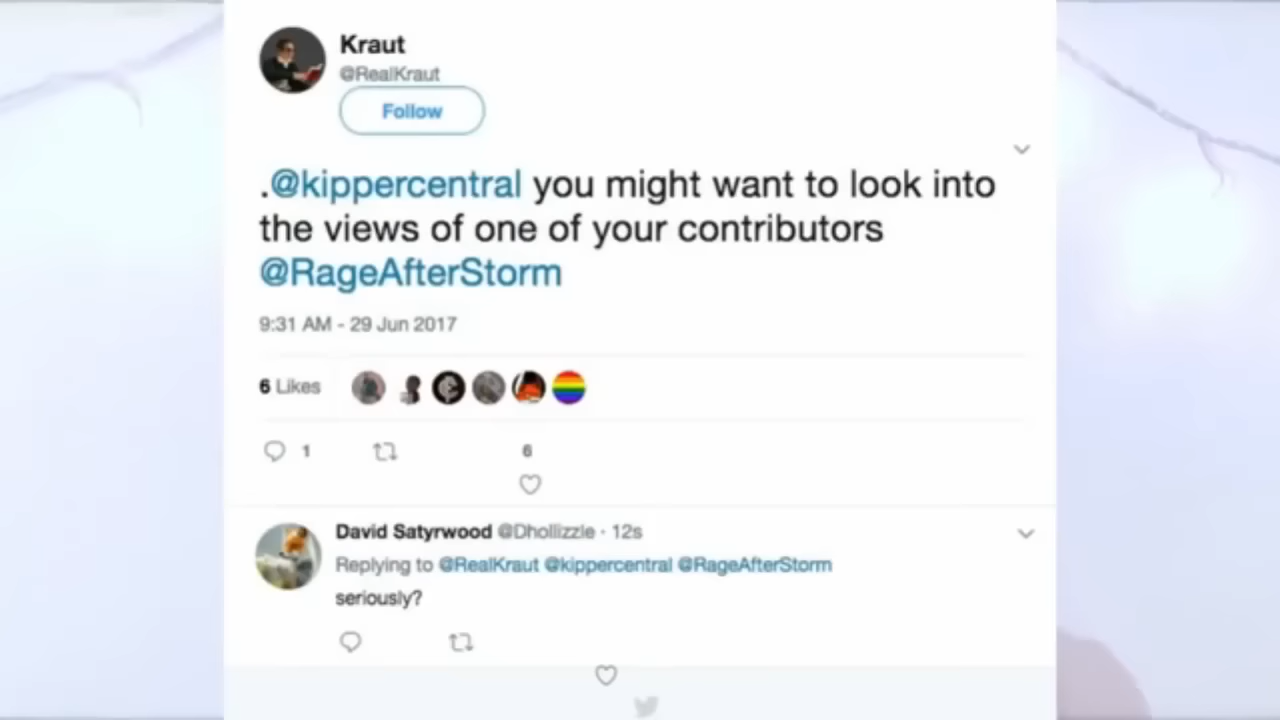 Kraut
@RealKraut
Follow
.@kippercentral you might want to look into
the views of one of your contributors
@RageAfterStorm
9:31 AM - 29 Jun 2017
6 Likes
1
6
David Satyrwood @Dhollizzle · 12s
Replying to @RealKraut @kippercentral @RageAfterStorm
seriously?